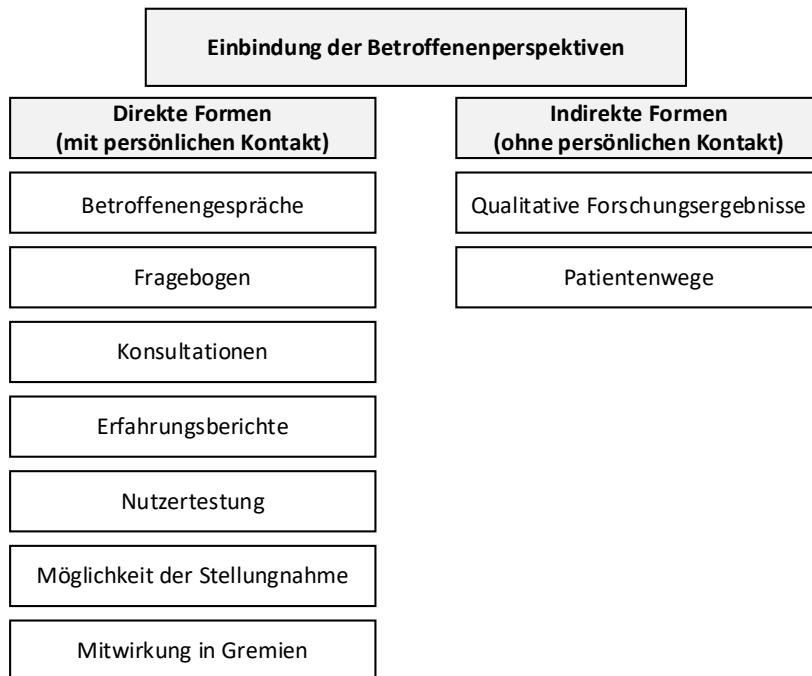 Einbindung der Betroffenenperspektiven
Direkte Formen
(mit persönlichen Kontakt)
Betroffenengespräche
Fragebogen
Konsultationen
Erfahrungsberichte
Nutzertestung
Möglichkeit der Stellungnahme
Mitwirkung in Gremien
Indirekte Formen
(ohne persönlichen Kontakt)
Qualitative Forschungsergebnisse
Patientenwege